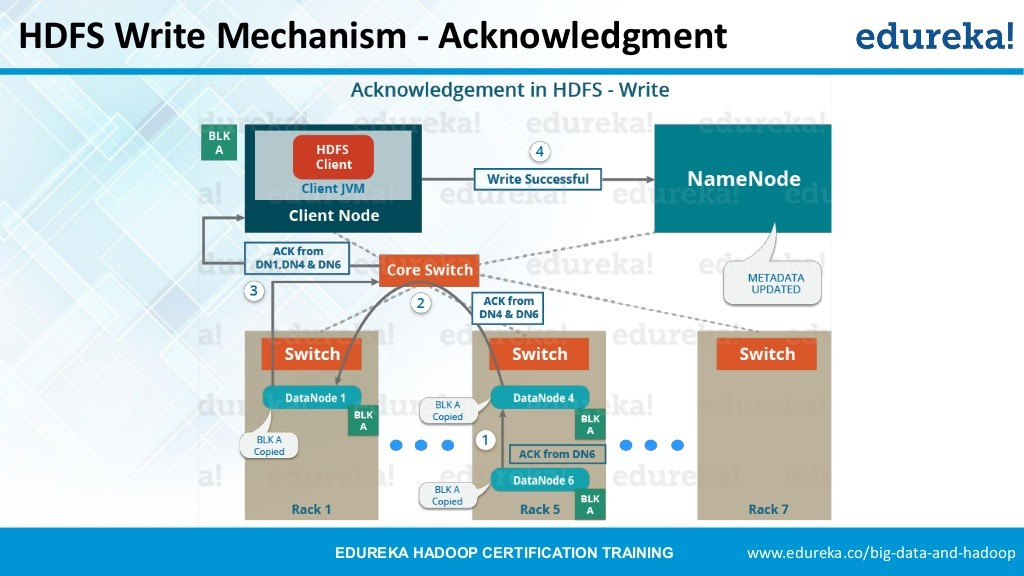 HDFS Write Mechanism - Acknowledgment
edureka!
Acknowledgement in HDFS - Write
BLK
A
HDFS
Client
Client JVM
Client Node
4
Write Successful
NameNode
METADATA
UPDATED
ACK from
DN1,DN4 & DN6
3
Core Switch
2
ACK from
DN4 & DN6
Switch
Switch
Switch
DataNode 1
BLK
A
BLK A
Copied
DataNode 4
BLK A
Copied
BLK
A
1
ACK from DN6
DataNode 6
BLK A
Copied
BLK
A
Rack 1
Rack 5
Rack 7
EDUREKA HADOOP CERTIFICATION TRAINING
www.edureka.co/big-data-and-hadoop